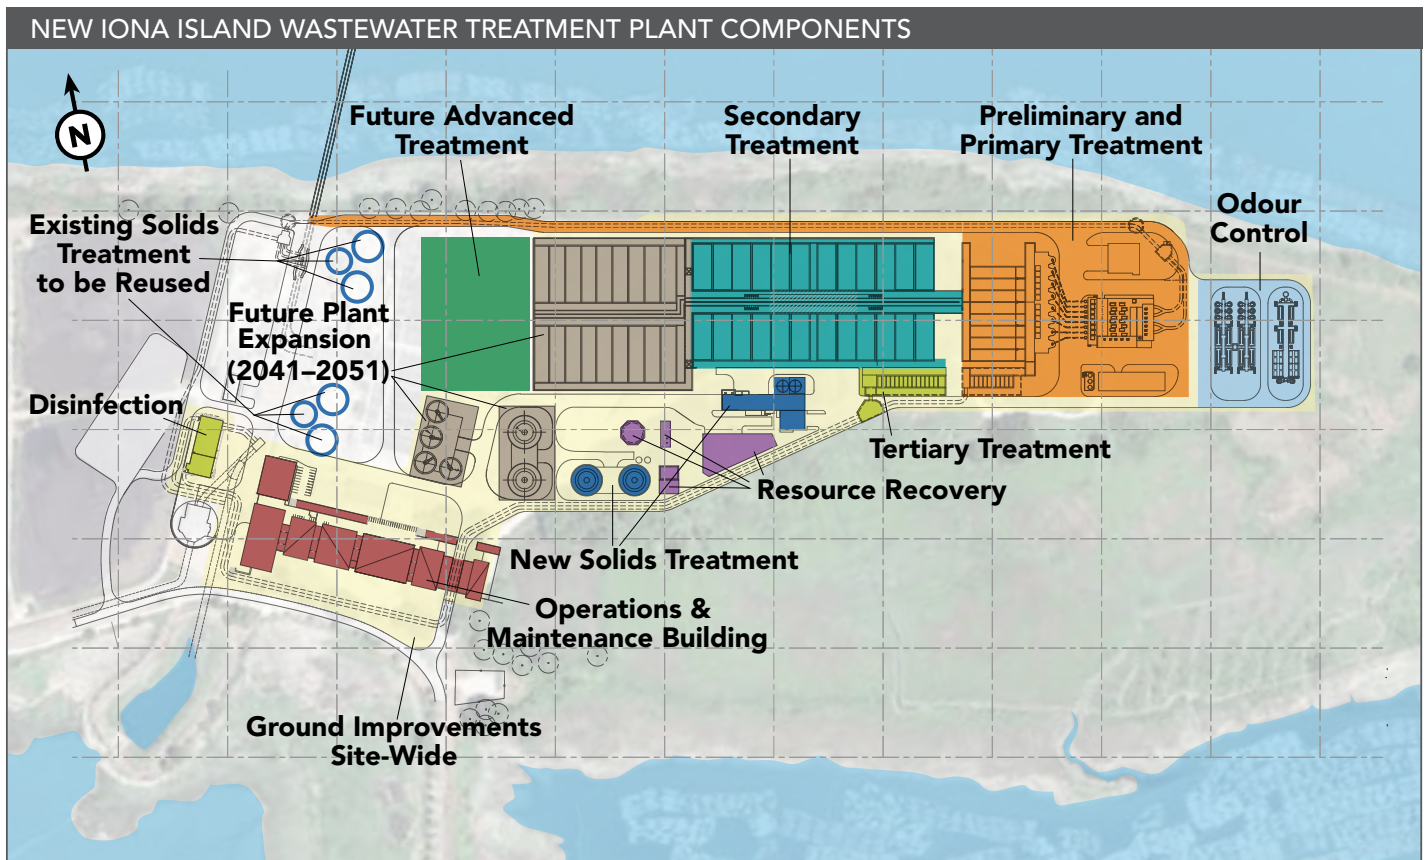 NEW IONA ISLAND WASTEWATER TREATMENT PLANT COMPONENTS
N
Future Advanced
Treatment
Secondary
Treatment
Preliminary and
Primary Treatment
Odour
Control
Existing Solids
Treatment
to be Reused
Future Plant
Expansion
(2041–2051)
Disinfection
Tertiary Treatment
Resource Recovery
New Solids Treatment
Operations &
Maintenance Building
Ground Improvements
Site-Wide